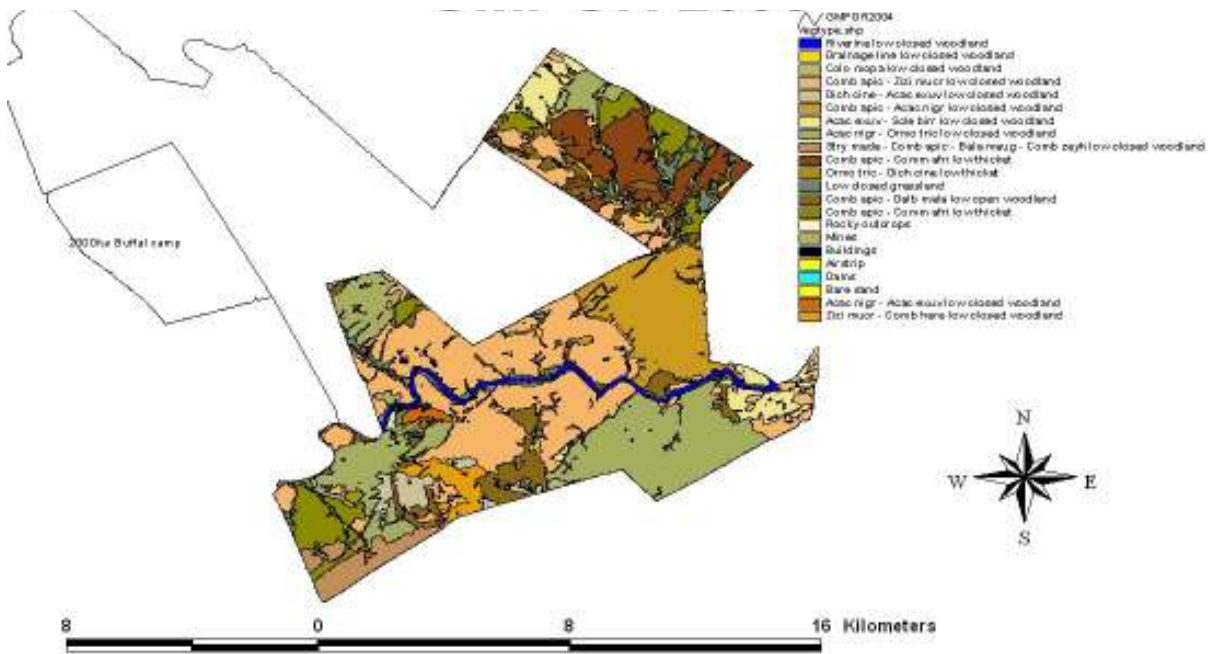 GMPGR2004
Vegtype.shp
Riverine low closed woodland
Drainage line low closed woodland
Colo mopa low closed woodland
Comb apic - Zizi mucr low closed woodland
Dich cine - Acac exuv low closed woodland
Comb apic - Acac nigr low closed woodland
Acac exuv - Sole birr low closed woodland
Acac nigr - Ormo tric low closed woodland
Stry mada - Comb apic - Bala maug - Comb zeyh low closed woodland
Comb apic - Comm afri low thicket
Ormo tric - Dich cine low thicket
Low closed grassland
Comb apic - Dalb mela low open woodland
Comb apic - Comm afri low thicket
Rocky outcrops
Mines
Buildings
Airstrip
Dams
Bare sand
Acac nigr - Acac exuv low closed woodland
Zizi mucr - Comb here low closed woodland
2000ha Buffal camp
N
W E
S
8 0 8 16 Kilometers